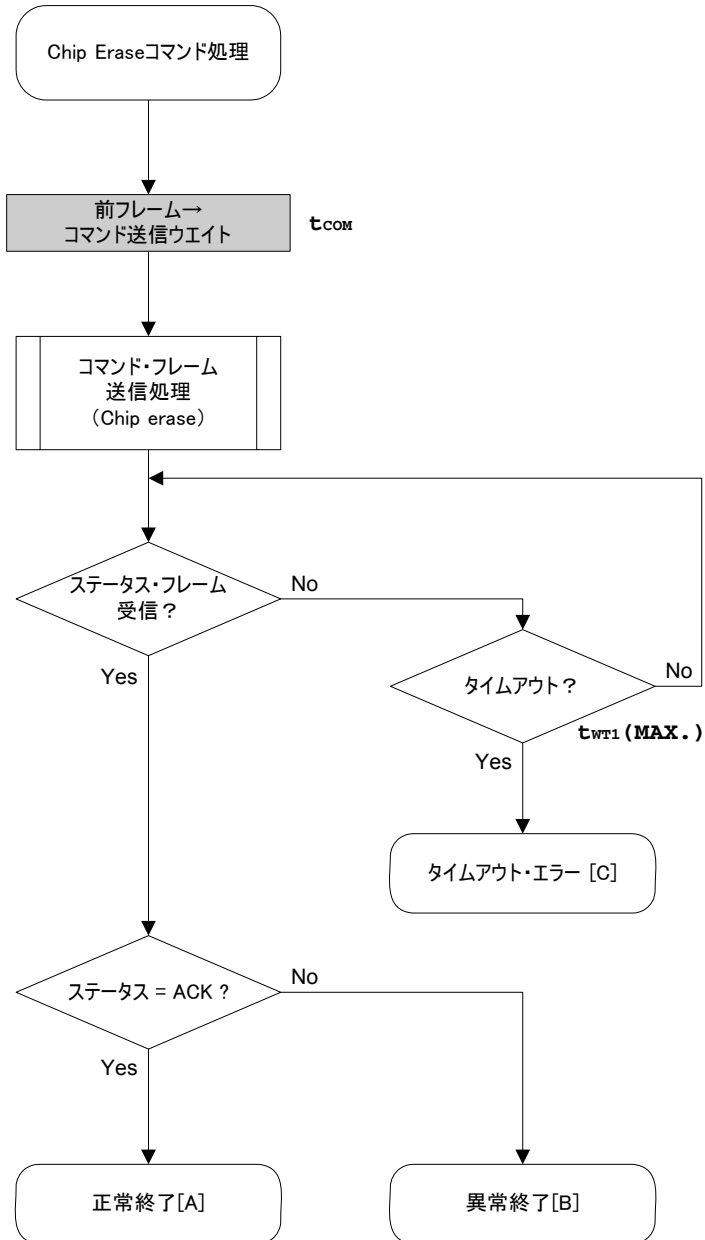 Chip Eraseコマンド処理
前フレーム→
コマンド送信ウエイト
tCOM
コマンド・フレーム
送信処理
(Chip erase)
ステータス・フレーム
受信?
No
Yes
タイムアウト?
No
tWT1(MAX.)
Yes
タイムアウト・エラー [C]
ステータス = ACK ?
No
Yes
正常終了[A]
異常終了[B]